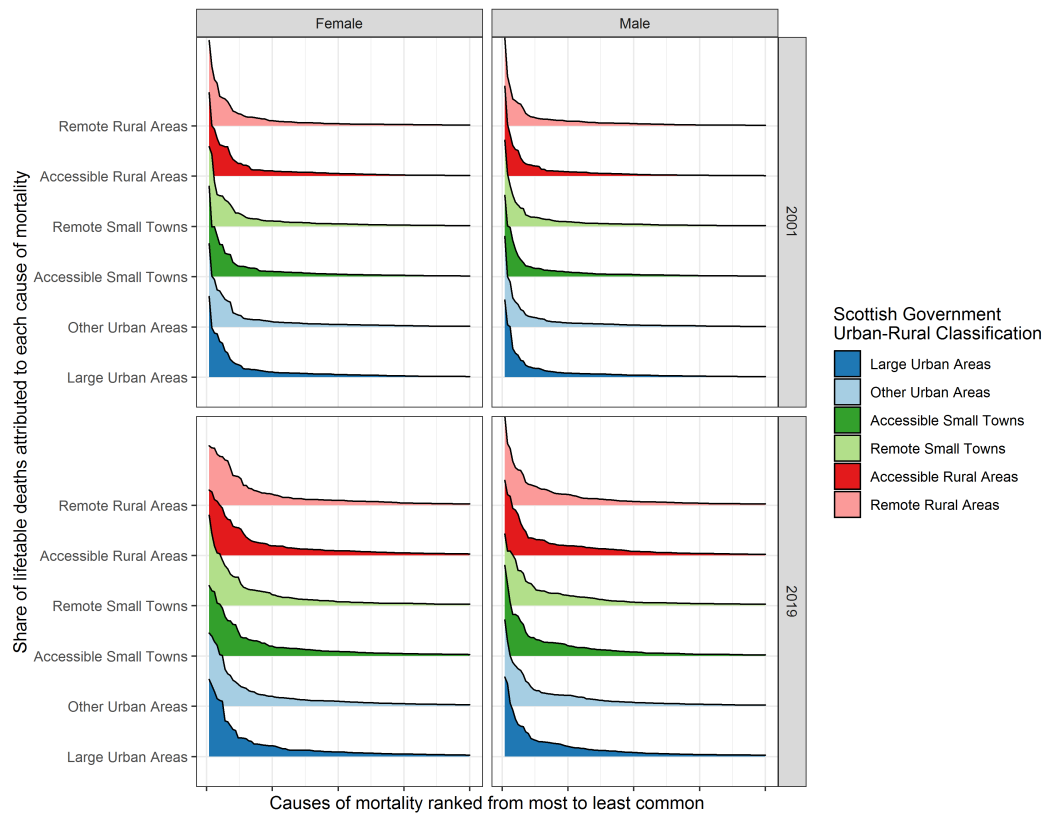 Female
Male
Share of lifetable deaths attributed to each cause of mortality
Remote Rural Areas
Accessible Rural Areas
Remote Small Towns
Accessible Small Towns
Other Urban Areas
Large Urban Areas
2001
Remote Rural Areas
Accessible Rural Areas
Remote Small Towns
Accessible Small Towns
Other Urban Areas
Large Urban Areas
2019
Causes of mortality ranked from most to least common
Scottish Government
Urban-Rural Classification
Large Urban Areas
Other Urban Areas
Accessible Small Towns
Remote Small Towns
Accessible Rural Areas
Remote Rural Areas